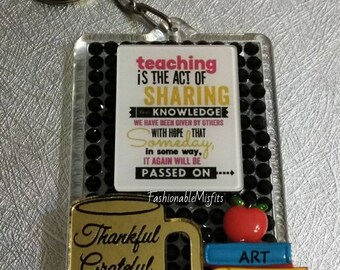 teaching
IS THE ACT OF
SHARING
KNOWLEDGE
WE HAVE BEEN GIVEN BY OTHERS
WITH HOPE THAT
Someday,
in some way,
IT AGAIN WILL BE
PASSED ON
FashionableMisfits
Thankful
Grateful
ART